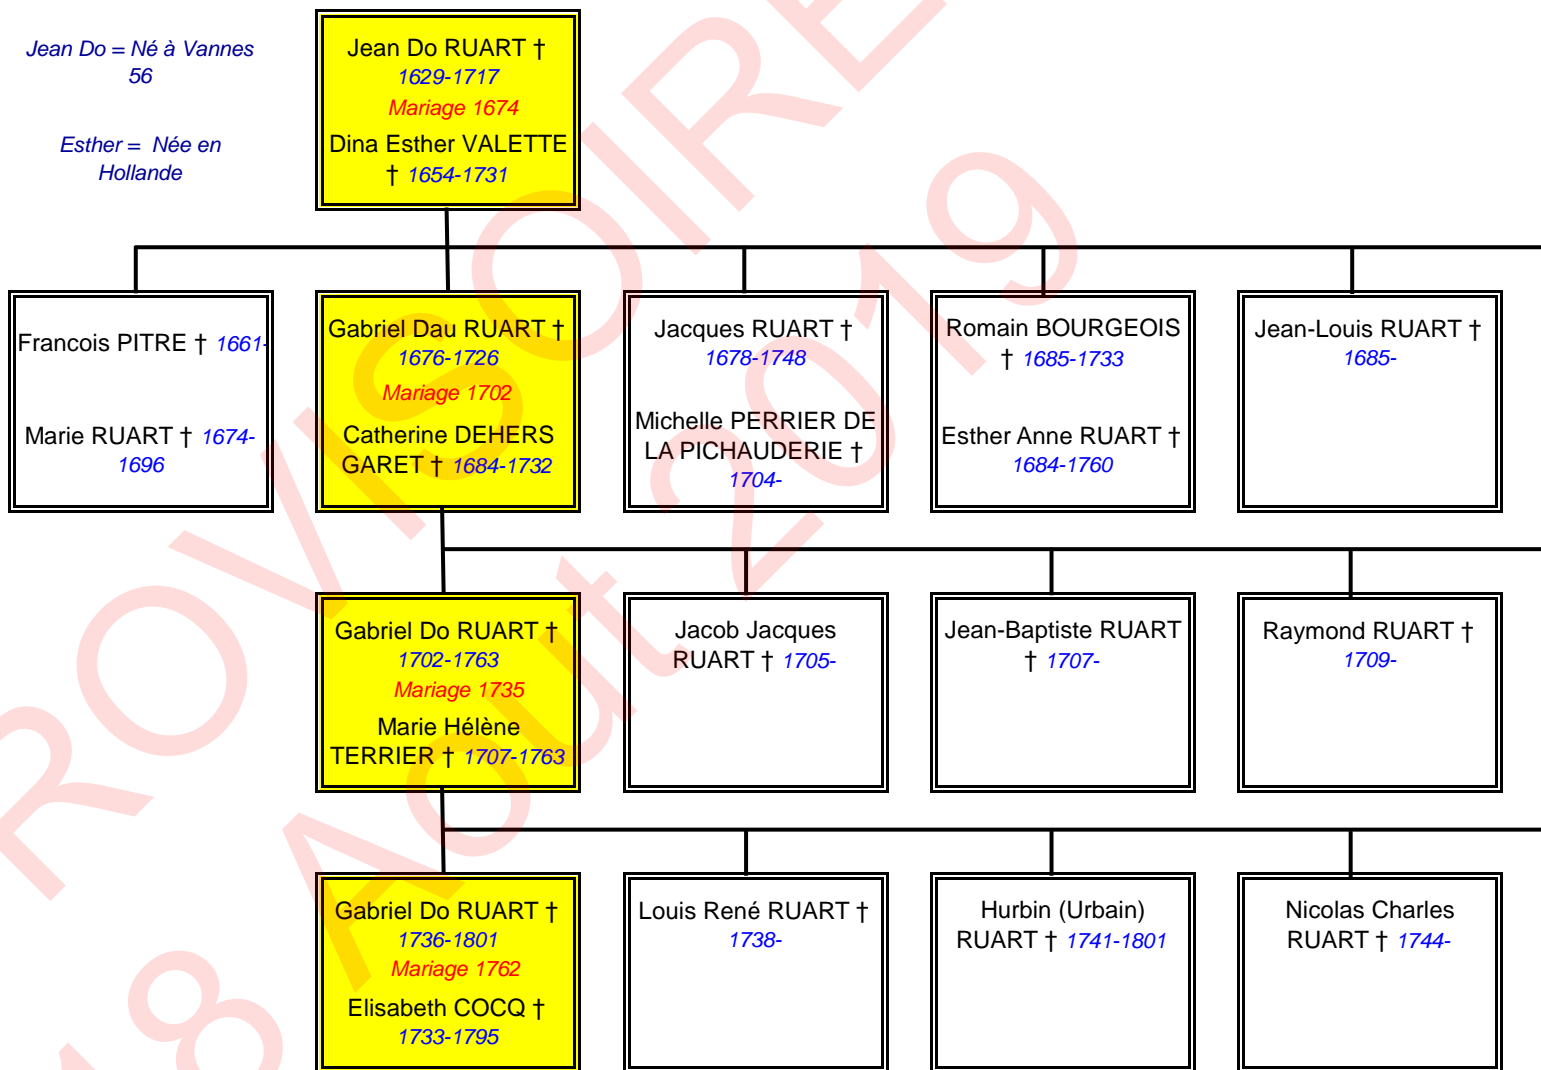 Jean Do = Né à Vannes
56
Esther = Née en
Hollande
Jean Do RUART †
1629-1717
Mariage 1674
Dina Esther VALETTE
† 1654-1731
Francois PITRE † 1661-
Marie RUART † 1674-
1696
Gabriel Dau RUART †
1676-1726
Mariage 1702
Catherine DEHERS
GARET † 1684-1732
Jacques RUART †
1678-1748
Michelle PERRIER DE
LA PICHAUDERIE †
1704-
Romain BOURGEOIS
† 1685-1733
Esther Anne RUART †
1684-1760
Jean-Louis RUART †
1685-
Gabriel Do RUART †
1702-1763
Mariage 1735
Marie Hélène
TERRIER † 1707-1763
Jacob Jacques
RUART † 1705-
Jean-Baptiste RUART
† 1707-
Raymond RUART †
1709-
Gabriel Do RUART †
1736-1801
Mariage 1762
Elisabeth COCQ †
1733-1795
Louis René RUART †
1738-
Hurbin (Urbain)
RUART † 1741-1801
Nicolas Charles
RUART † 1744-
ROVISOIRE
18 Aout 2019